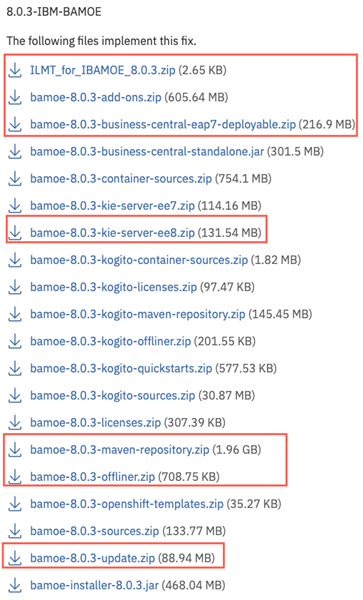 8.0.3-IBM-BAMOE
The following files implement this fix.
ILMT_for_IBAMOE_8.0.3.zip (2.65 KB)
bamoe-8.0.3-add-ons.zip (605.64 MB)
bamoe-8.0.3-business-central-eap7-deployable.zip (216.9 MB)
bamoe-8.0.3-business-central-standalone.jar (301.5 MB)
bamoe-8.0.3-container-sources.zip (754.1 MB)
bamoe-8.0.3-kie-server-ee7.zip (114.16 MB)
bamoe-8.0.3-kie-server-ee8.zip (131.54 MB)
bamoe-8.0.3-kogito-container-sources.zip (1.82 MB)
bamoe-8.0.3-kogito-licenses.zip (97.47 KB)
bamoe-8.0.3-kogito-maven-repository.zip (145.45 MB)
bamoe-8.0.3-kogito-offliner.zip (201.55 KB)
bamoe-8.0.3-kogito-quickstarts.zip (577.53 KB)
bamoe-8.0.3-kogito-sources.zip (30.87 MB)
bamoe-8.0.3-licenses.zip (307.39 KB)
bamoe-8.0.3-maven-repository.zip (1.96 GB)
bamoe-8.0.3-offliner.zip (708.75 KB)
bamoe-8.0.3-openshift-templates.zip (35.27 KB)
bamoe-8.0.3-sources.zip (133.77 MB)
bamoe-8.0.3-update.zip (88.94 MB)
bamoe-installer-8.0.3.jar (468.04 MB)